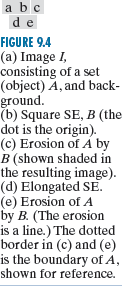 a b c
d e
FIGURE 9.4
(a) Image I,
consisting of a set
(object) A, and back-
ground.
(b) Square SE, B (the
dot is the origin).
(c) Erosion of A by
B (shown shaded in
the resulting image).
(d) Elongated SE.
(e) Erosion of A
by B. (The erosion
is a line.) The dotted
border in (c) and (e)
is the boundary of A,
shown for reference.